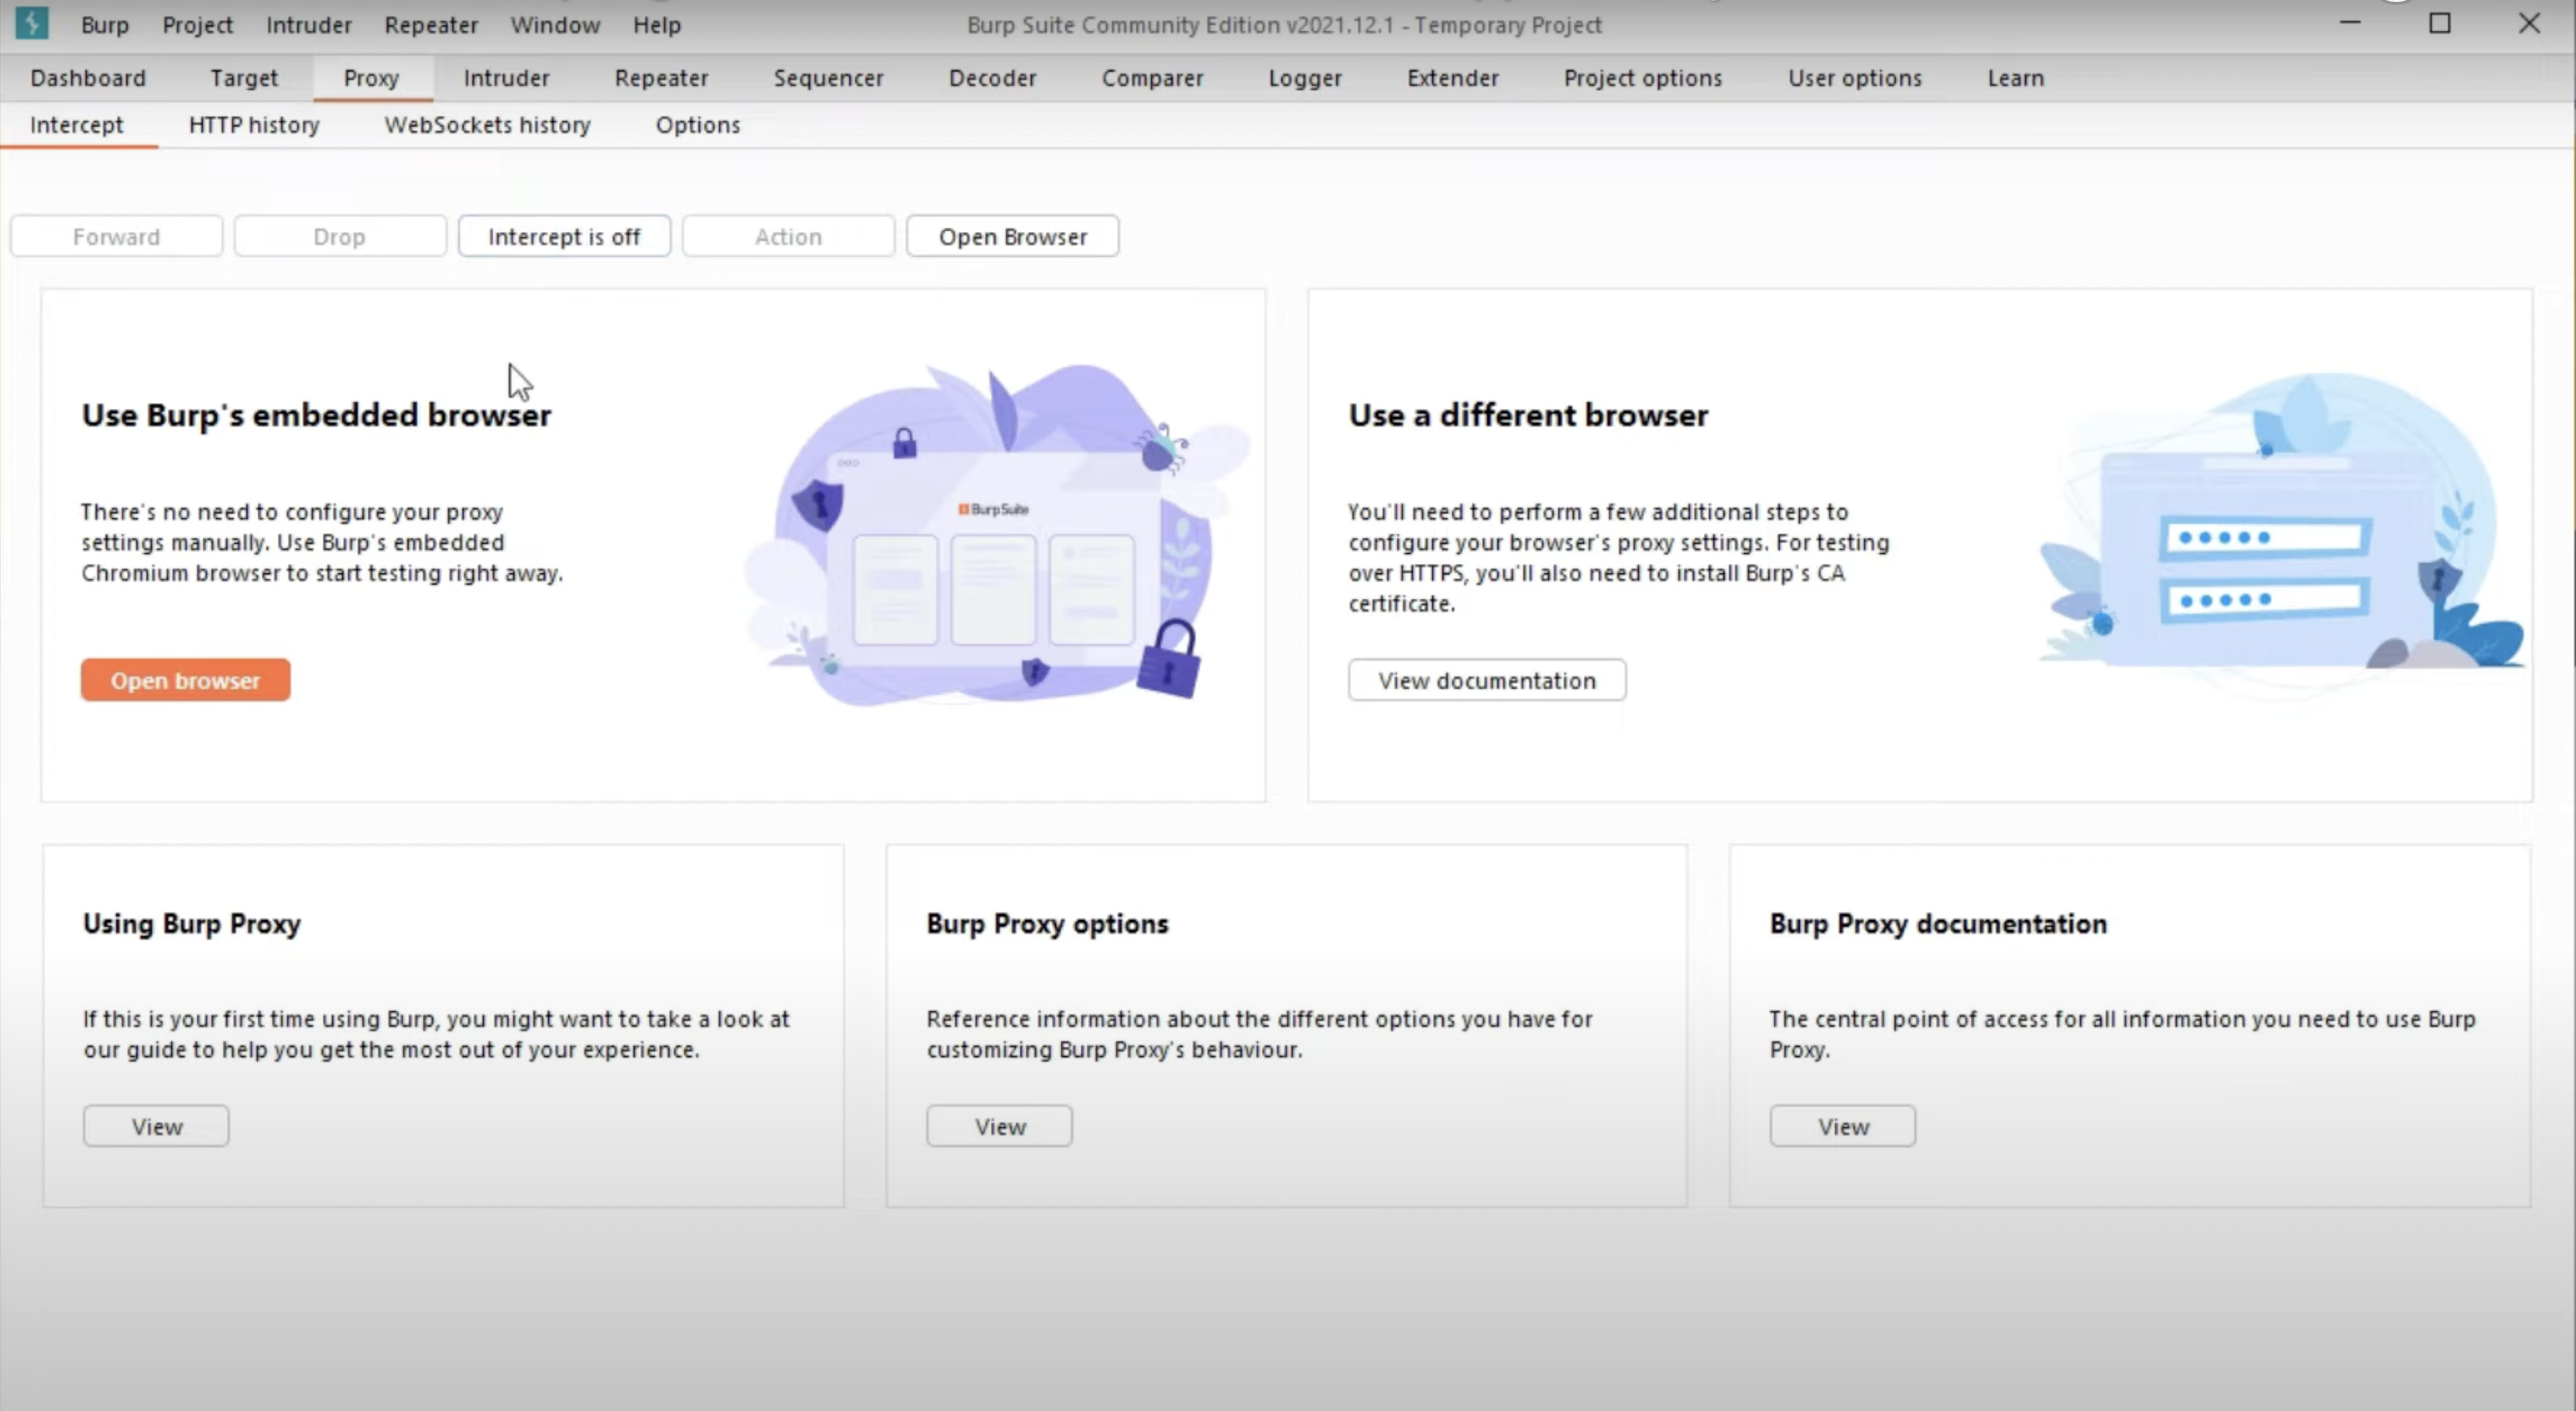 Burp Project Intruder Repeater Window Help Burp Suite Community Edition v2021.12.1 - Temporary Project
Dashboard Target Proxy Intruder Repeater Sequencer Decoder Comparer Logger Extender Project options User options Learn
Intercept HTTP history WebSockets history Options
Forward Drop Intercept is off Action Open Browser
Use Burp's embedded browser
There's no need to configure your proxy
settings manually. Use Burp's embedded
Chromium browser to start testing right away.
Open browser
BurpSuite
Use a different browser
You'll need to perform a few additional steps to
configure your browser's proxy settings. For testing
over HTTPS, you'll also need to install Burp's CA
certificate.
View documentation
Using Burp Proxy
If this is your first time using Burp, you might want to take a look at
our guide to help you get the most out of your experience.
View
Burp Proxy options
Reference information about the different options you have for
customizing Burp Proxy's behaviour.
View
Burp Proxy documentation
The central point of access for all information you need to use Burp
Proxy.
View